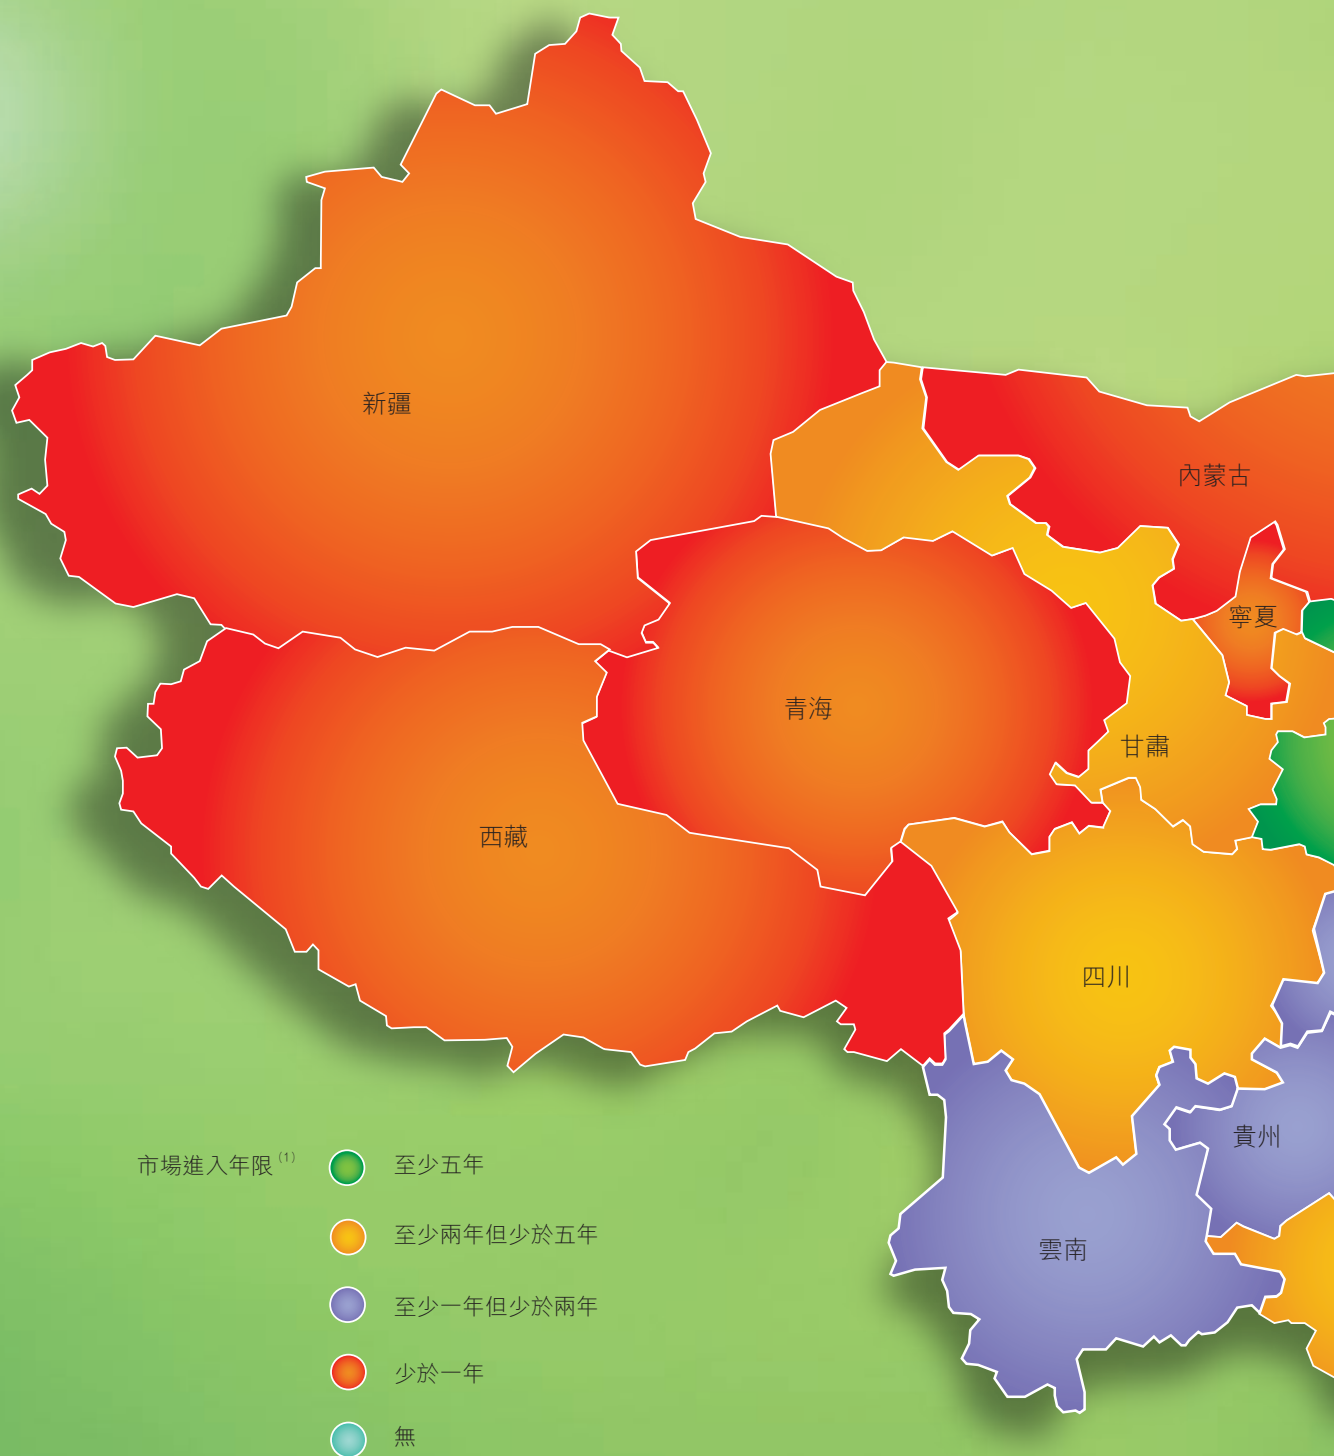 新疆
內蒙古
寧夏
青海
甘肅
西藏
四川
貴州
雲南
市場進入年限 (1)
至少五年
至少兩年但少於五年
至少一年但少於兩年
少於一年
無